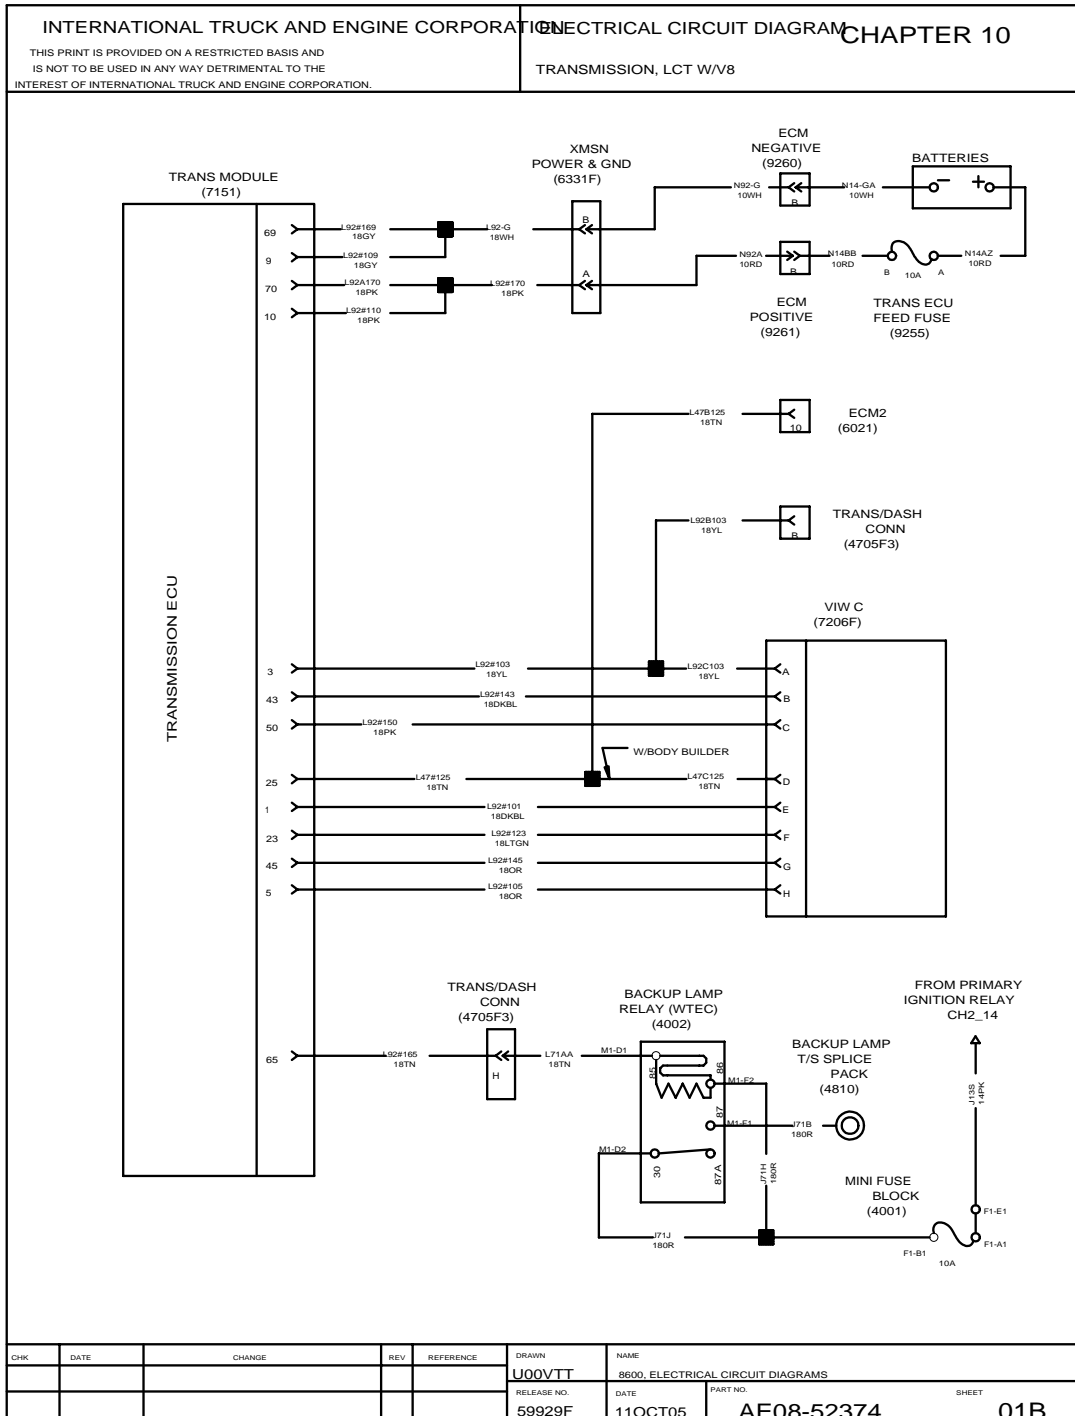 INTERNATIONAL TRUCK AND ENGINE CORPORATION
THIS PRINT IS PROVIDED ON A RESTRICTED BASIS AND
IS NOT TO BE USED IN ANY WAY DETRIMENTAL TO THE
INTEREST OF INTERNATIONAL TRUCK AND ENGINE CORPORATION.
ELECTRICAL CIRCUIT DIAGRAM
CHAPTER 10
TRANSMISSION, LCT W/V8
TRANS MODULE
(7151)
XMSN
POWER & GND
(6331F)
ECM
NEGATIVE
(9260)
BATTERIES
69
L92#169
18GY
L92-G
18WH
B
N92-G
10WH
B
N14-GA
10WH
- +
9
L92#109
18GY
70
L92A170
18PK
L92#170
18PK
A
N92A
10RD
B
N14BB
10RD
B
10A
A
N14AZ
10RD
10
L92#110
18PK
ECM
POSITIVE
(9261)
TRANS ECU
FEED FUSE
(9255)
L47B125
18TN
10
ECM2
(6021)
L92B103
18YL
B
TRANS/DASH
CONN
(4705F3)
TRANSMISSION ECU
VIW C
(7206F)
3
L92#103
18YL
L92C103
18YL
A
43
L92#143
18DKBL
B
50
L92#150
18PK
C
W/BODY BUILDER
25
L47#125
18TN
L47C125
18TN
D
1
L92#101
18DKBL
E
23
L92#123
18LTGN
F
45
L92#145
18OR
G
5
L92#105
18OR
H
TRANS/DASH
CONN
(4705F3)
BACKUP LAMP
RELAY (WTEC)
(4002)
FROM PRIMARY
IGNITION RELAY
CH2_14
BACKUP LAMP
T/S SPLICE
PACK
(4810)
65
L92#165
18TN
H
L71AA
18TN
M1-D1
85
86
M1-F2
J13S
14PK
87
M1-E1
J71B
180R
M1-D2
30
87A
J71H
180R
MINI FUSE
BLOCK
(4001)
F1-E1
J71J
180R
F1-B1
10A
F1-A1
CHK DATE CHANGE REV REFERENCE
DRAWN
U00VTT
NAME
8600, ELECTRICAL CIRCUIT DIAGRAMS
RELEASE NO.
59929F
DATE
11OCT05
PART NO.
AE08-52374
SHEET
01B